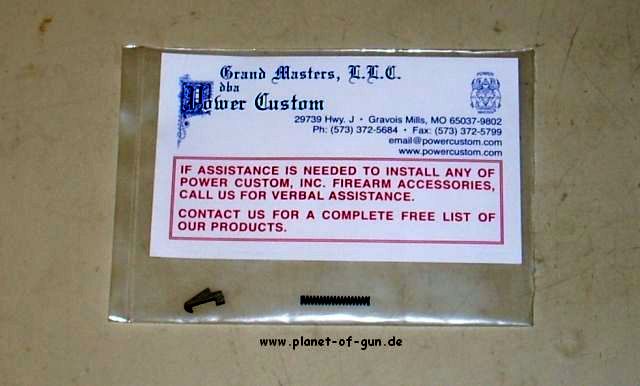 Grand Masters, L.L.C.
dba
Power Custom
29739 Hwy. J • Gravois Mills, MO 65037-9802
Ph: (573) 372-5684 • Fax: (573) 372-5799
email@powercustom.com
www.powercustom.com
POWER
IF ASSISTANCE IS NEEDED TO INSTALL ANY OF
POWER CUSTOM, INC. FIREARM ACCESSORIES,
CALL US FOR VERBAL ASSISTANCE.
CONTACT US FOR A COMPLETE FREE LIST OF
OUR PRODUCTS.
www.planet-of-gun.de